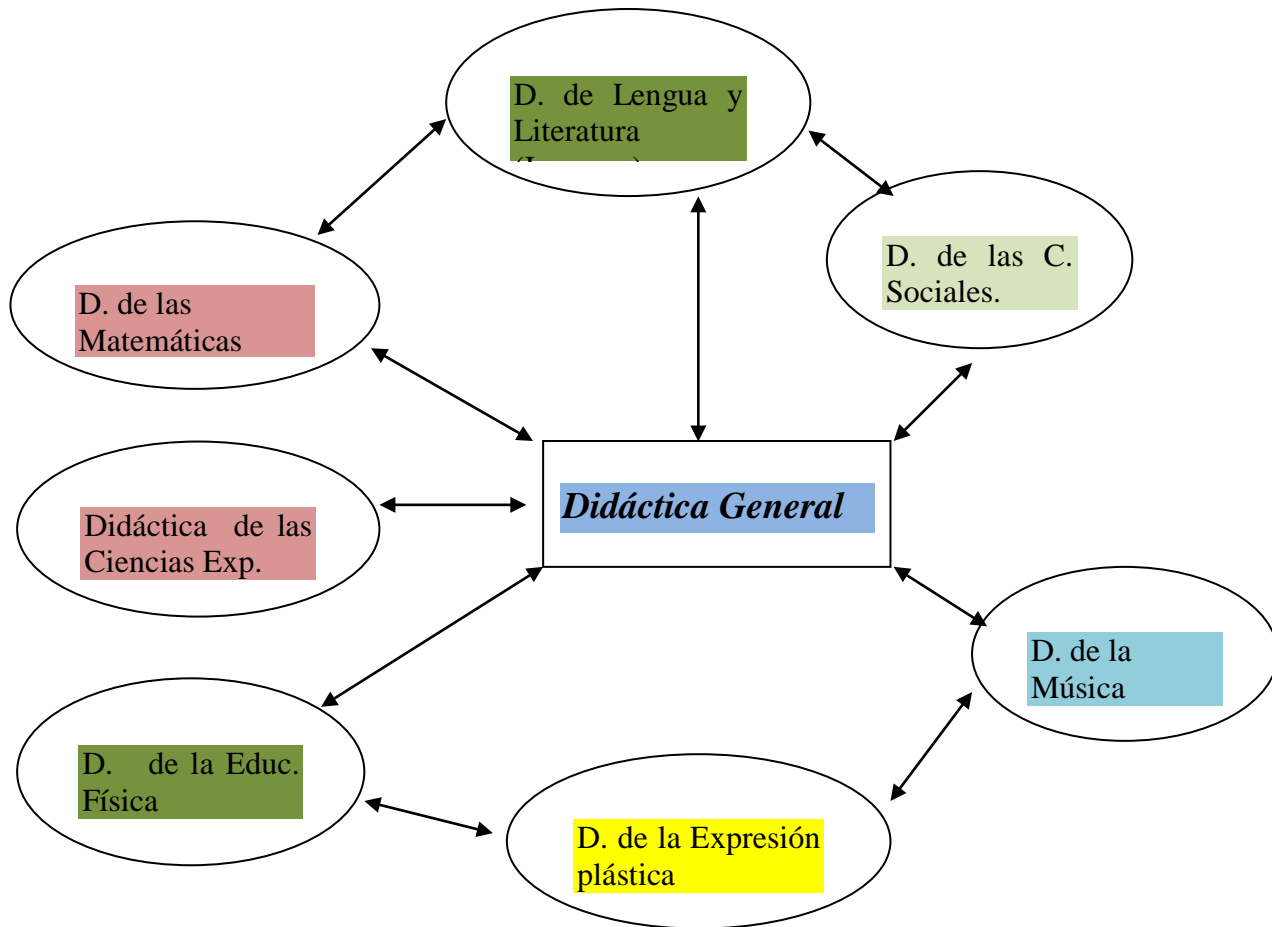 D. de Lengua y
Literatura
D. de las C.
Sociales.
D. de las
Matemáticas
Didáctica General
Didáctica de las
Ciencias Exp.
D. de la
Música
D. de la Educ.
Física
D. de la Expresión
plástica